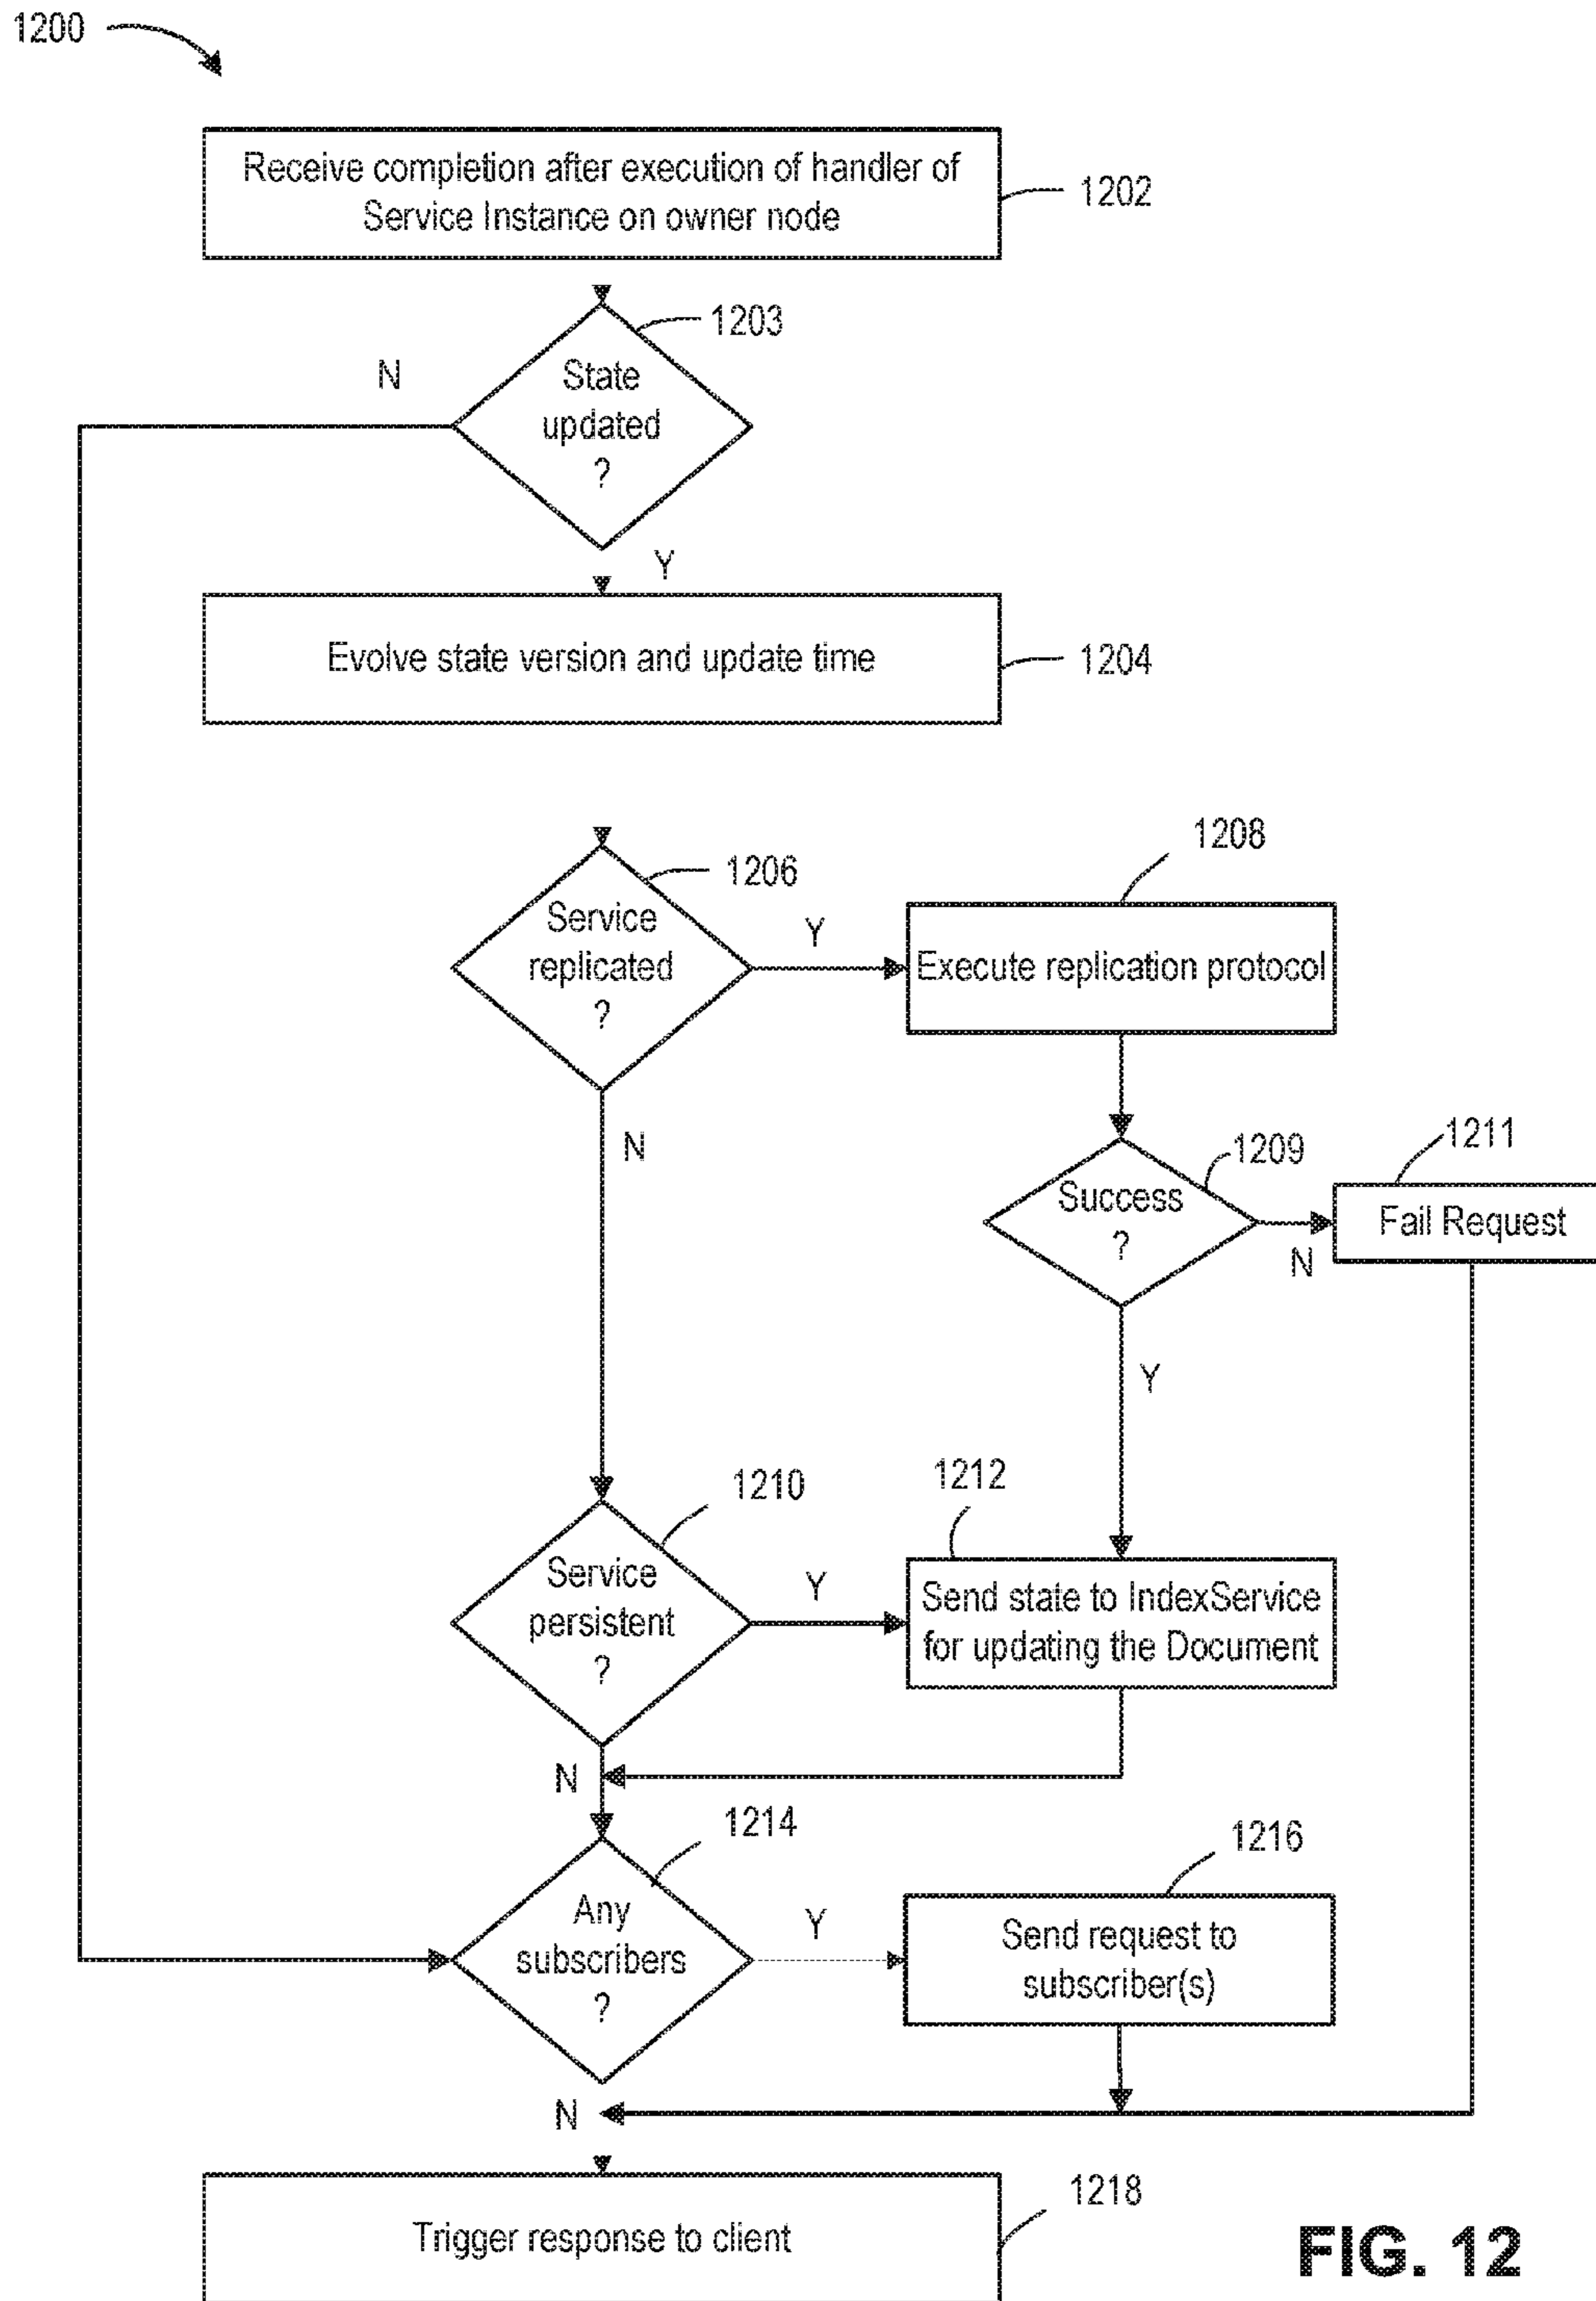 1200
Receive completion after execution of handler of
Service Instance on owner node
1202
1203
N
State
updated
?
Y
Evolve state version and update time
1204
1208
1206
Service
replicated
?
Y
Execute replication protocol
N
1209
1211
Success
?
Fail Request
N
Y
1210
1212
Service
persistent
?
Y
Send state to IndexService
for updating the Document
N
1214
1216
Any
subscribers
?
Y
Send request to
subscriber(s)
N
1218
Trigger response to client
FIG. 12